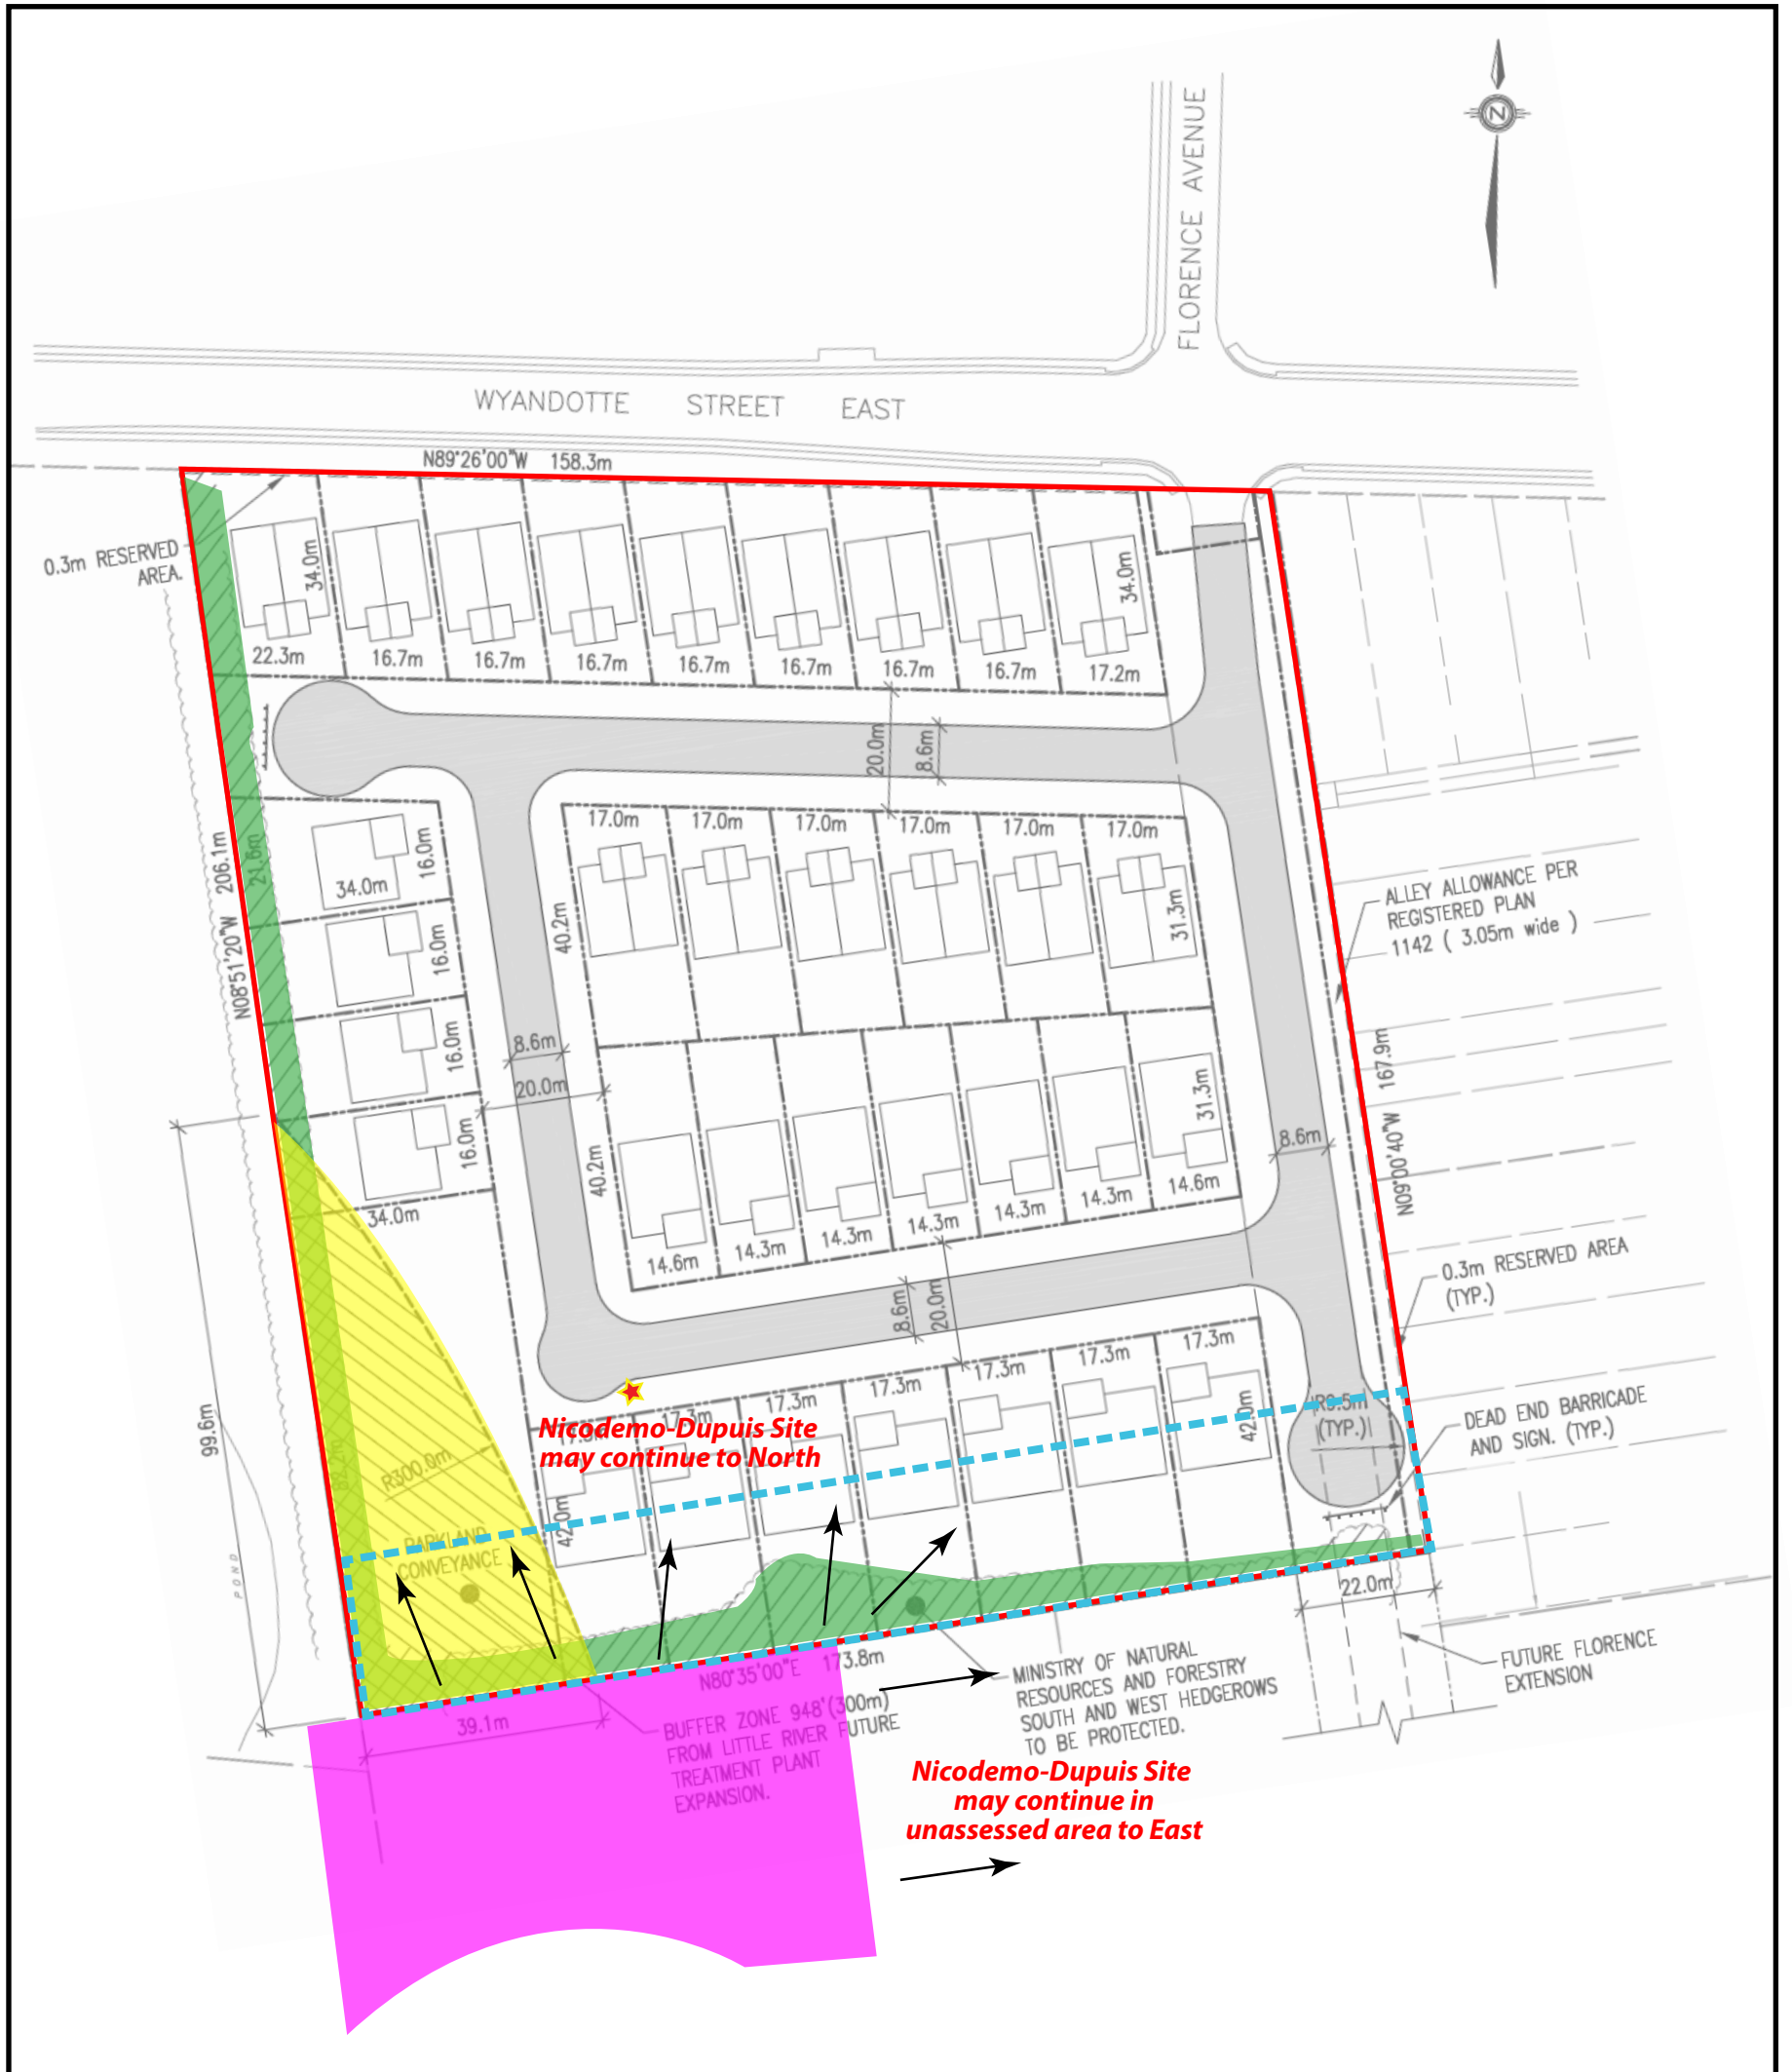 N
FLORENCE AVENUE
WYANDOTTE STREET EAST
N89°26'00"W 158.3m
0.3m RESERVED
AREA.
34.0m
34.0m
22.3m
16.7m
16.7m
16.7m
16.7m
16.7m
16.7m
16.7m
17.2m
20.0m
8.6m
17.0m
17.0m
17.0m
17.0m
17.0m
17.0m
N08°51'20"W 206.1m
21.6m
34.0m
16.0m
16.0m
16.0m
16.0m
34.0m
40.2m
31.3m
ALLEY ALLOWANCE PER
REGISTERED PLAN
1142 ( 3.05m wide )
8.6m
20.0m
40.2m
31.3m
14.6m
14.3m
14.3m
14.3m
14.3m
14.3m
14.6m
8.6m
N09°00'40"W 167.9m
0.3m RESERVED AREA
(TYP.)
8.6m
20.0m
17.3m
17.3m
17.3m
17.3m
17.3m
17.3m
Nicodemo-Dupuis Site
may continue to North
42.0m
42.0m
R9.5m
(TYP.)
DEAD END BARRICADE
AND SIGN. (TYP.)
99.6m
R300.0m
PARKLAND
CONVEYANCE
POND
22.0m
FUTURE FLORENCE
EXTENSION
N80°35'00"E 173.8m
39.1m
BUFFER ZONE 948'(300m)
FROM LITTLE RIVER FUTURE
TREATMENT PLANT
EXPANSION.
MINISTRY OF NATURAL
RESOURCES AND FORESTRY
SOUTH AND WEST HEDGEROWS
TO BE PROTECTED.
Nicodemo-Dupuis Site
may continue in
unassessed area to East